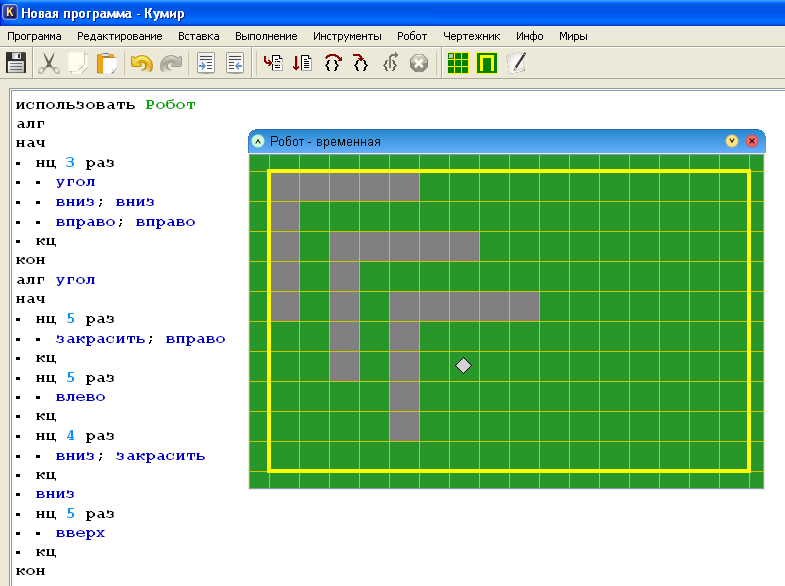 Новая программа - Кумир
Программа Редактирование Вставка Выполнение Инструменты Робот Чертежник Инфо Миры
использовать Робот
алг
нач
нц 3 раз
угол
вниз; вниз
вправо; вправо
кц
кон
алг угол
нач
нц 5 раз
закрасить; вправо
кц
нц 5 раз
влево
кц
нц 4 раз
вниз; закрасить
кц
вниз
нц 5 раз
вверх
кц
кон
Робот - временная